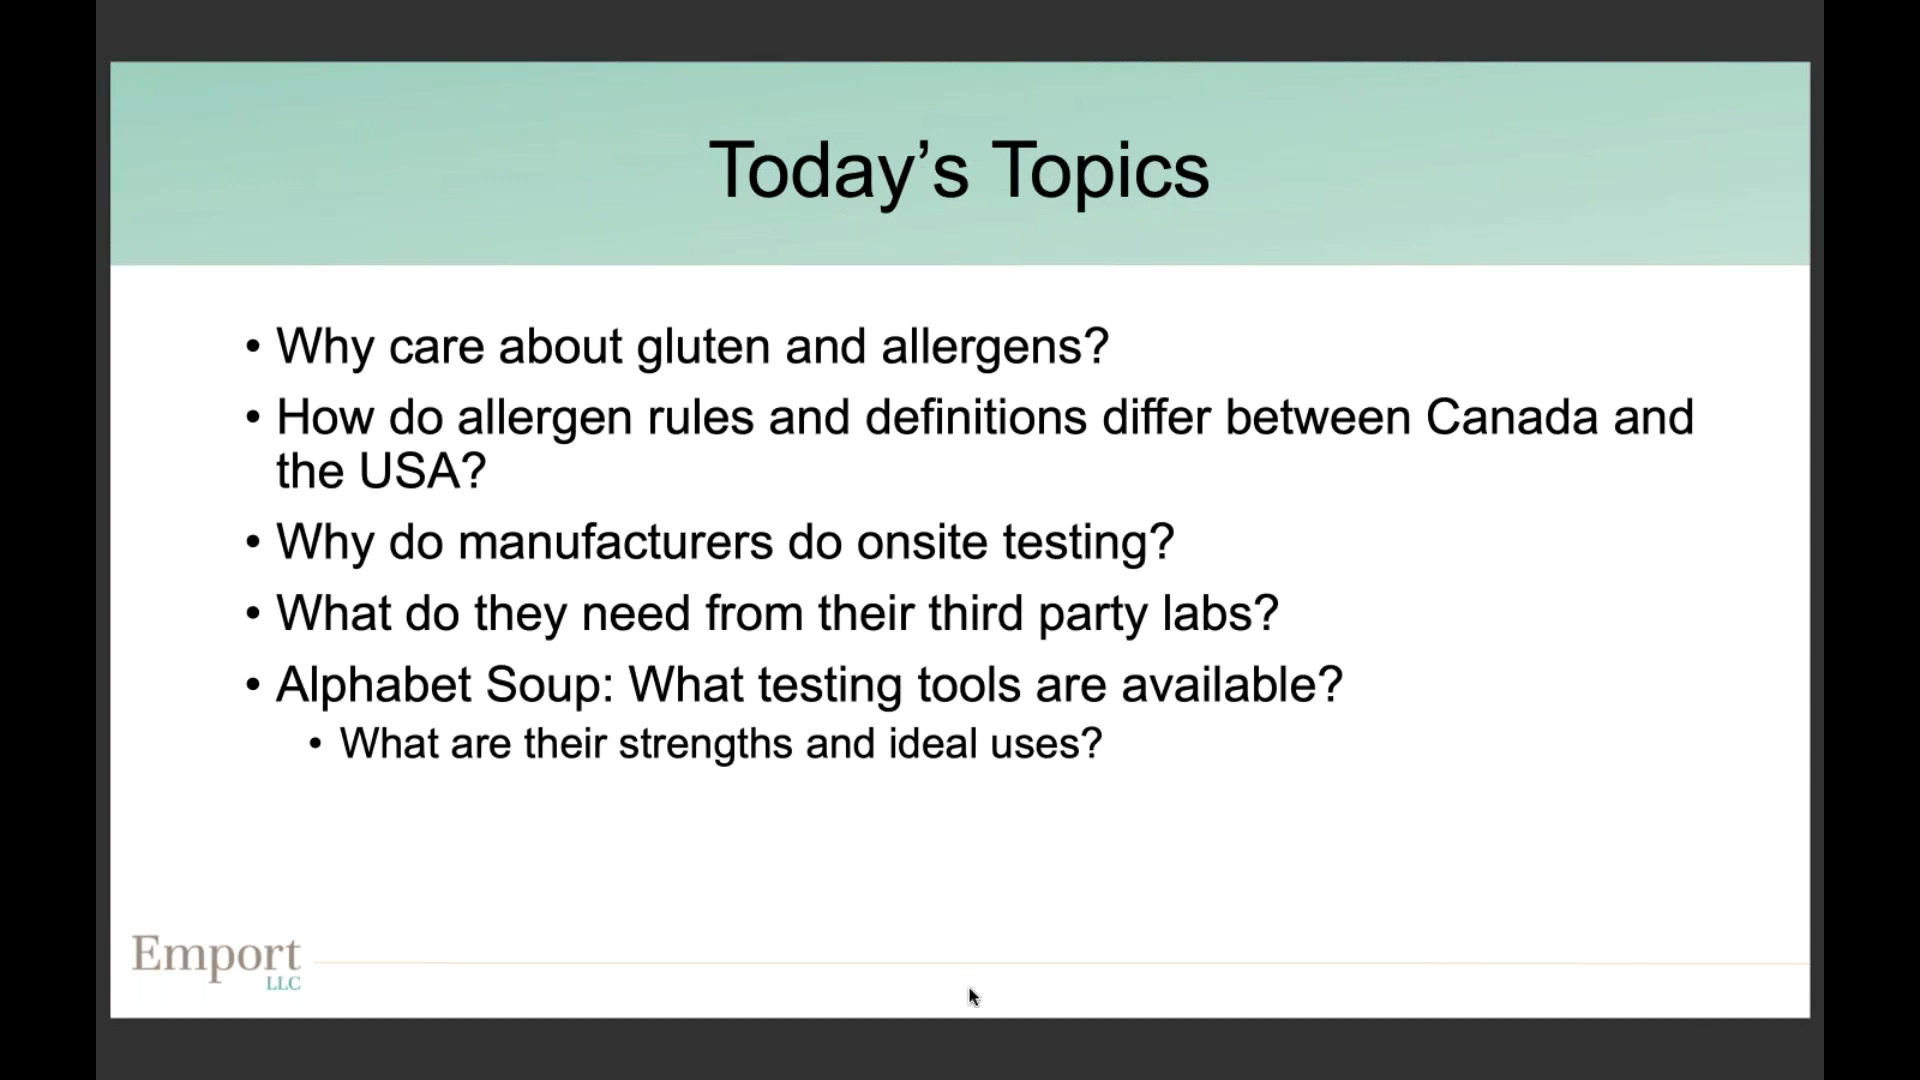 Today’s Topics
• Why care about gluten and allergens?
• How do allergen rules and definitions differ between Canada and
the USA?
• Why do manufacturers do onsite testing?
• What do they need from their third party labs?
• Alphabet Soup: What testing tools are available?
• What are their strengths and ideal uses?
Emport
LLC